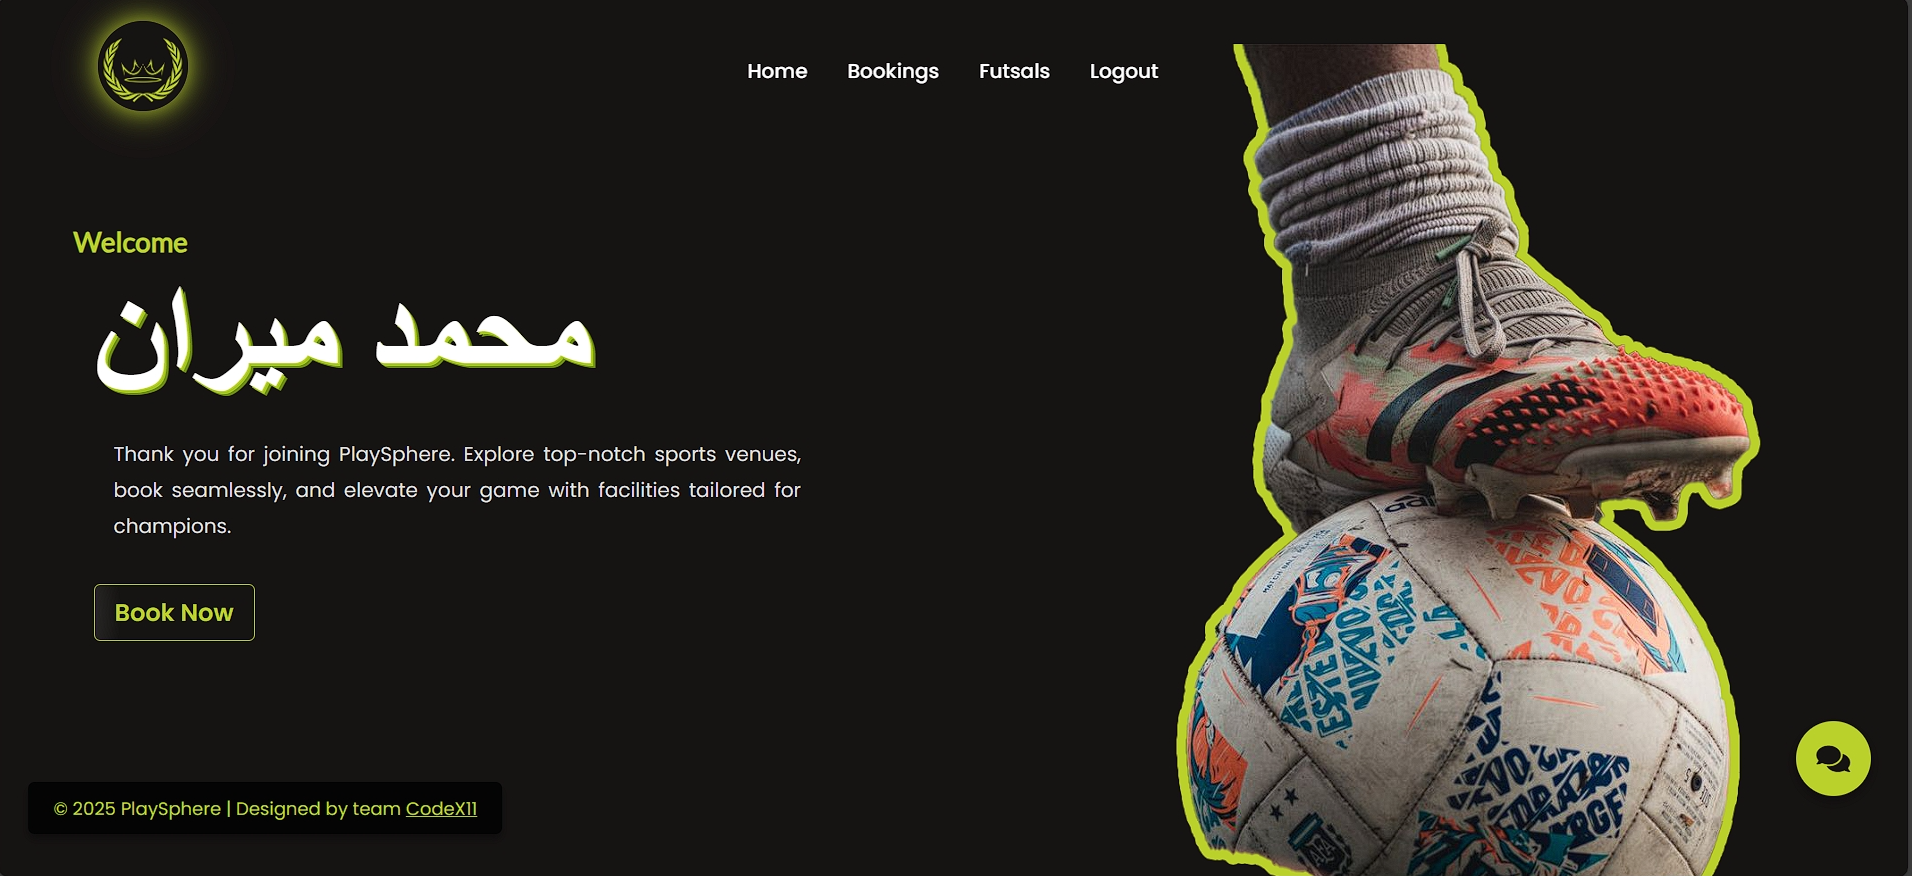 Home Bookings Futsals Logout
Welcome
محمد ميران
Thank you for joining PlaySphere. Explore top-notch sports venues,
book seamlessly, and elevate your game with facilities tailored for
champions.
Book Now
© 2025 PlaySphere | Designed by team CodeX11
AFA